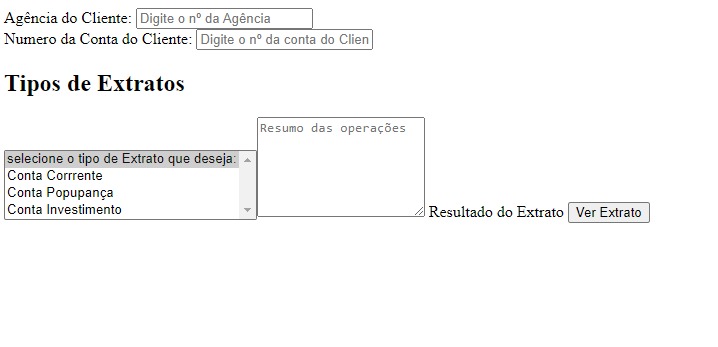 Agência do Cliente: Digite o nº da Agência
Numero da Conta do Cliente: Digite o nº da conta do Clien
Tipos de Extratos
Resumo das operações
selecione o tipo de Extrato que deseja:
Conta Corrrente
Conta Popupança
Conta Investimento
Resultado do Extrato Ver Extrato